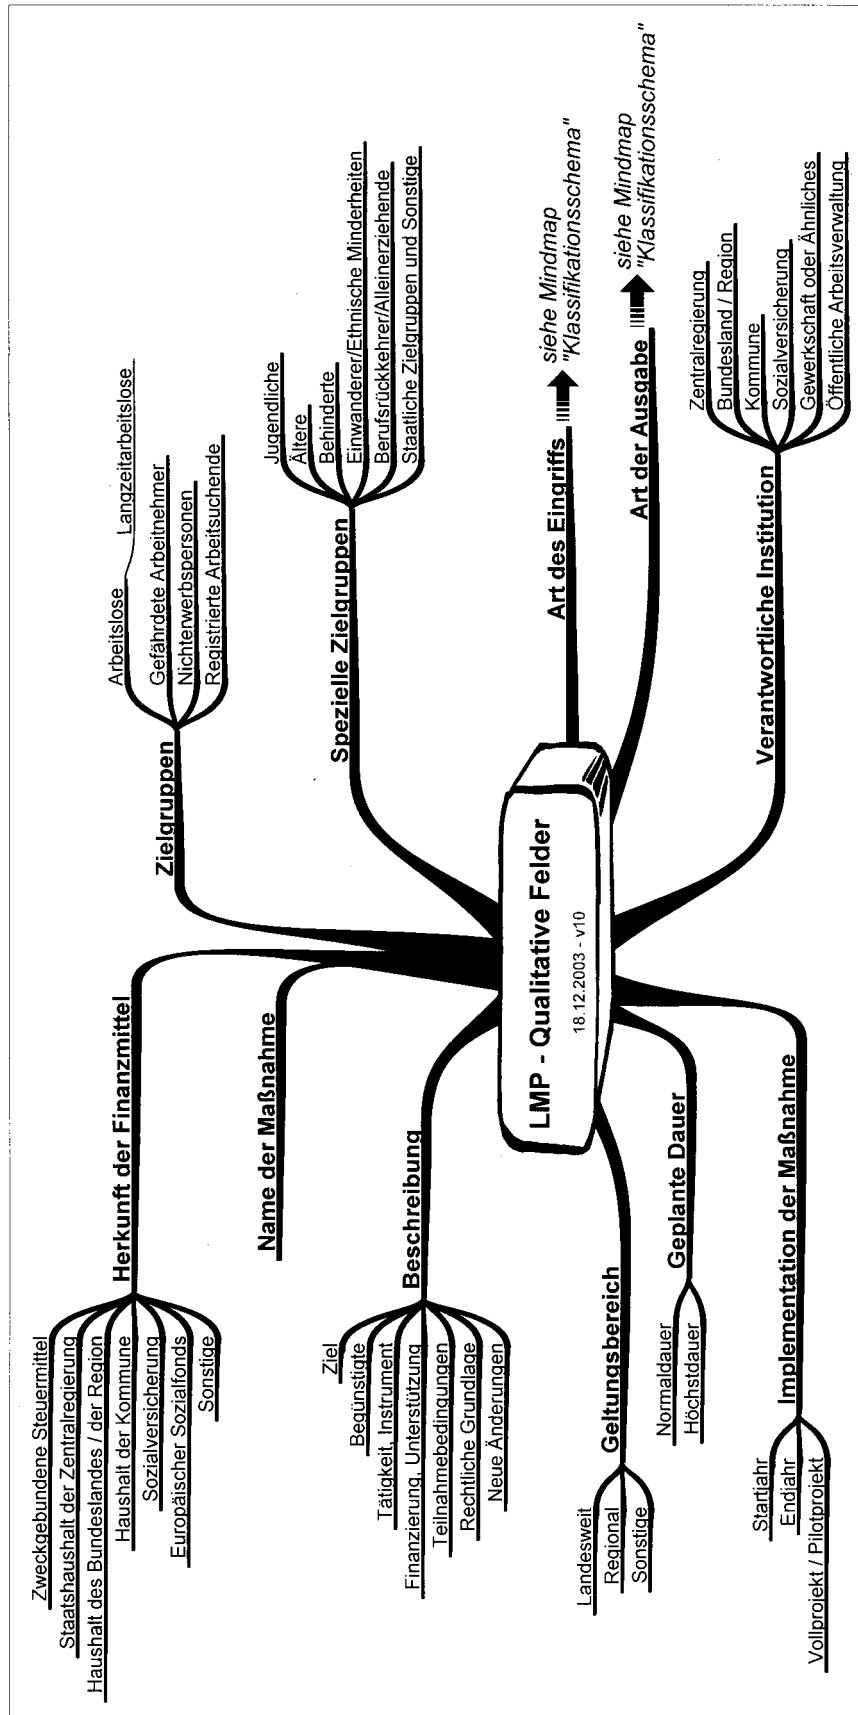 LMP - Qualitative Felder
18.12.2003 - v10
Herkunft der Finanzmittel
Zweckgebundene Steuermittel
Staatshaushalt der Zentralregierung
Haushalt des Bundeslandes / der Region
Haushalt der Kommune
Sozialversicherung
Europäischer Sozialfonds
Sonstige
Name der Maßnahme
Beschreibung
Ziel
Begünstigte
Tätigkeit, Instrument
Finanzierung, Unterstützung
Teilnahmebedingungen
Rechtliche Grundlage
Neue Änderungen
Geltungsbereich
Landesweit
Regional
Sonstige
Geplante Dauer
Normaldauer
Höchstdauer
Implementation der Maßnahme
Startjahr
Endjahr
Vollprojekt / Pilotprojekt
Zielgruppen
Arbeitslose
Langzeitarbeitslose
Gefährdete Arbeitnehmer
Nichterwerbspersonen
Registrierte Arbeitsuchende
Spezielle Zielgruppen
Jugendliche
Ältere
Behinderte
Einwanderer/Ethnische Minderheiten
Berufsrückkehrer/Alleinerziehende
Staatliche Zielgruppen und Sonstige
Art des Eingriffs
siehe Mindmap
"Klassifikationsschema"
Art der Ausgabe
siehe Mindmap
"Klassifikationsschema"
Verantwortliche Institution
Zentralregierung
Bundesland / Region
Kommune
Sozialversicherung
Gewerkschaft oder Ähnliches
Öffentliche Arbeitsverwaltung